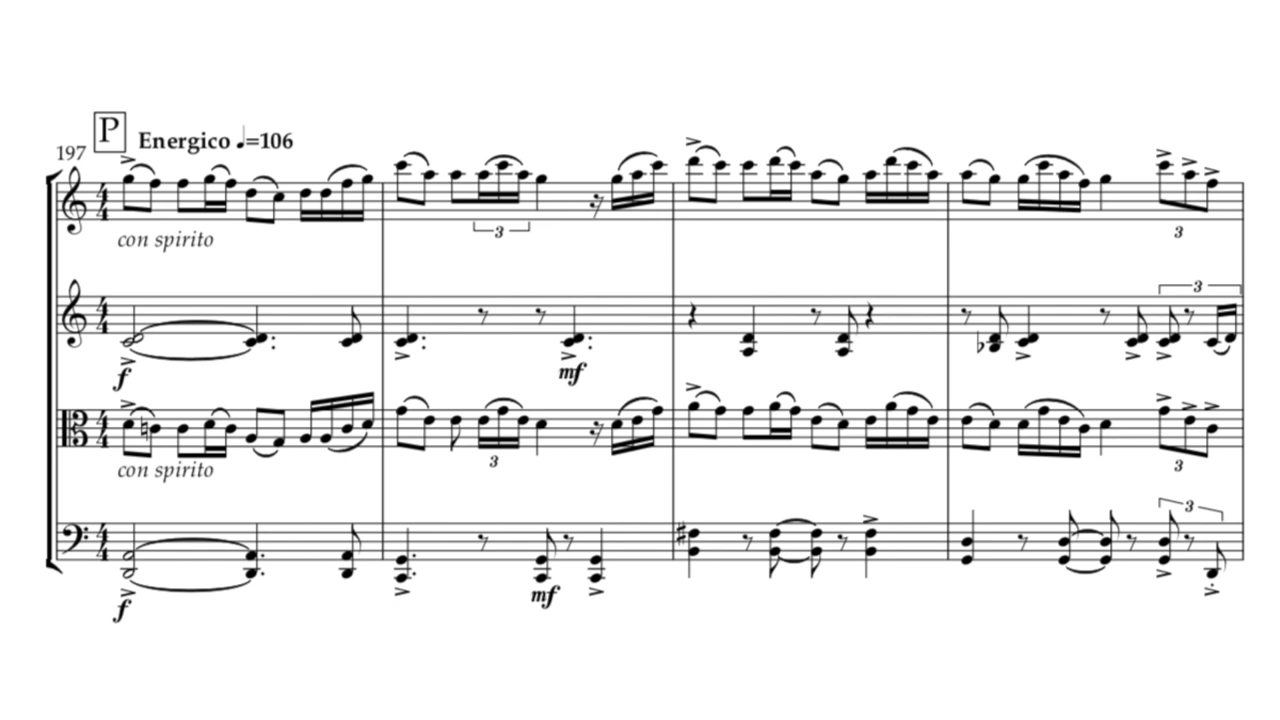 P
Energico ♩=106
197
con spirito
3
3
3
f
mf
con spirito
3
3
3
f
mf